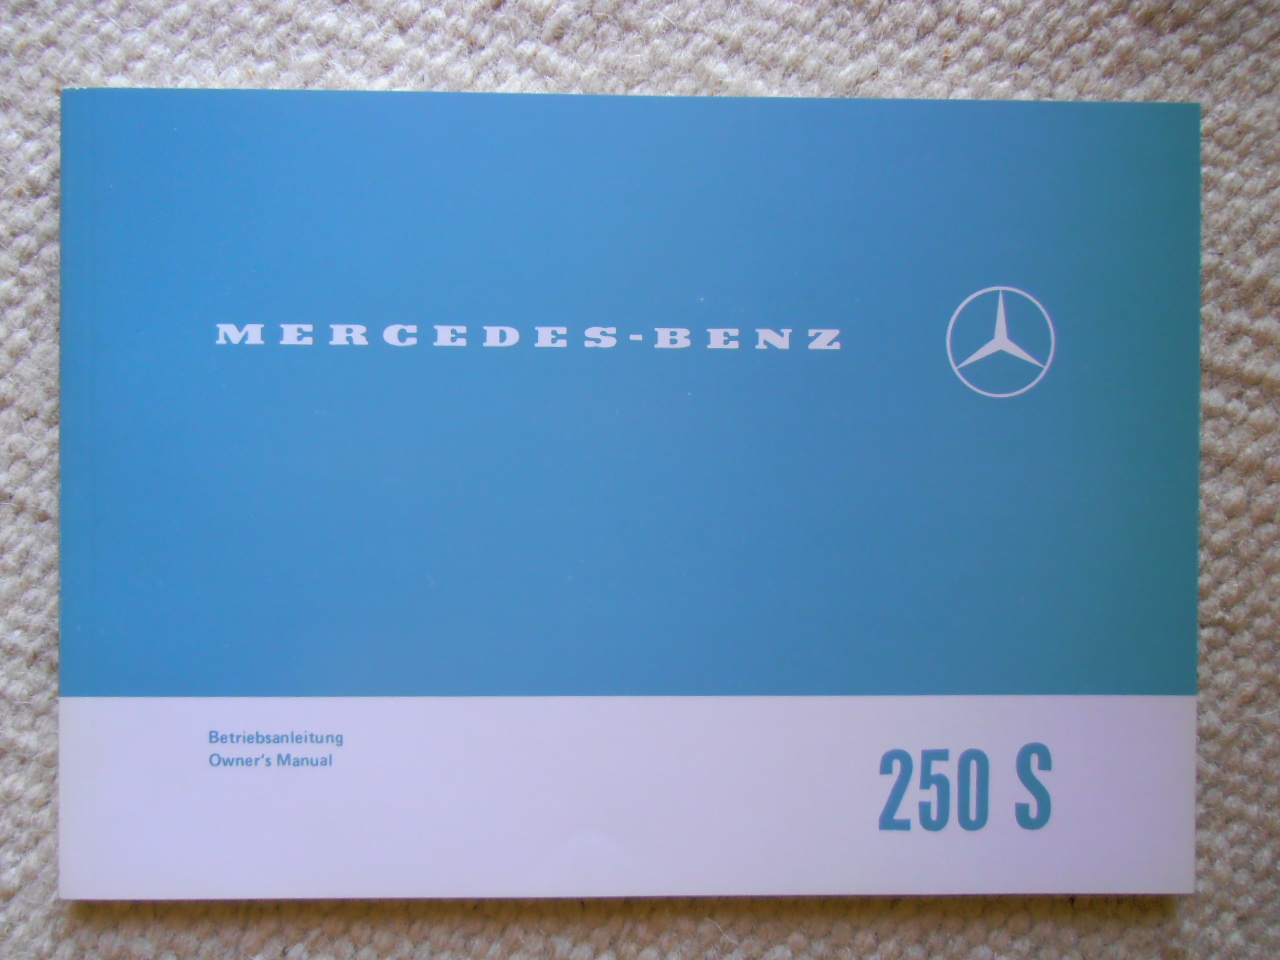 MERCEDES-BENZ
Betriebsanleitung
Owner's Manual
250 S